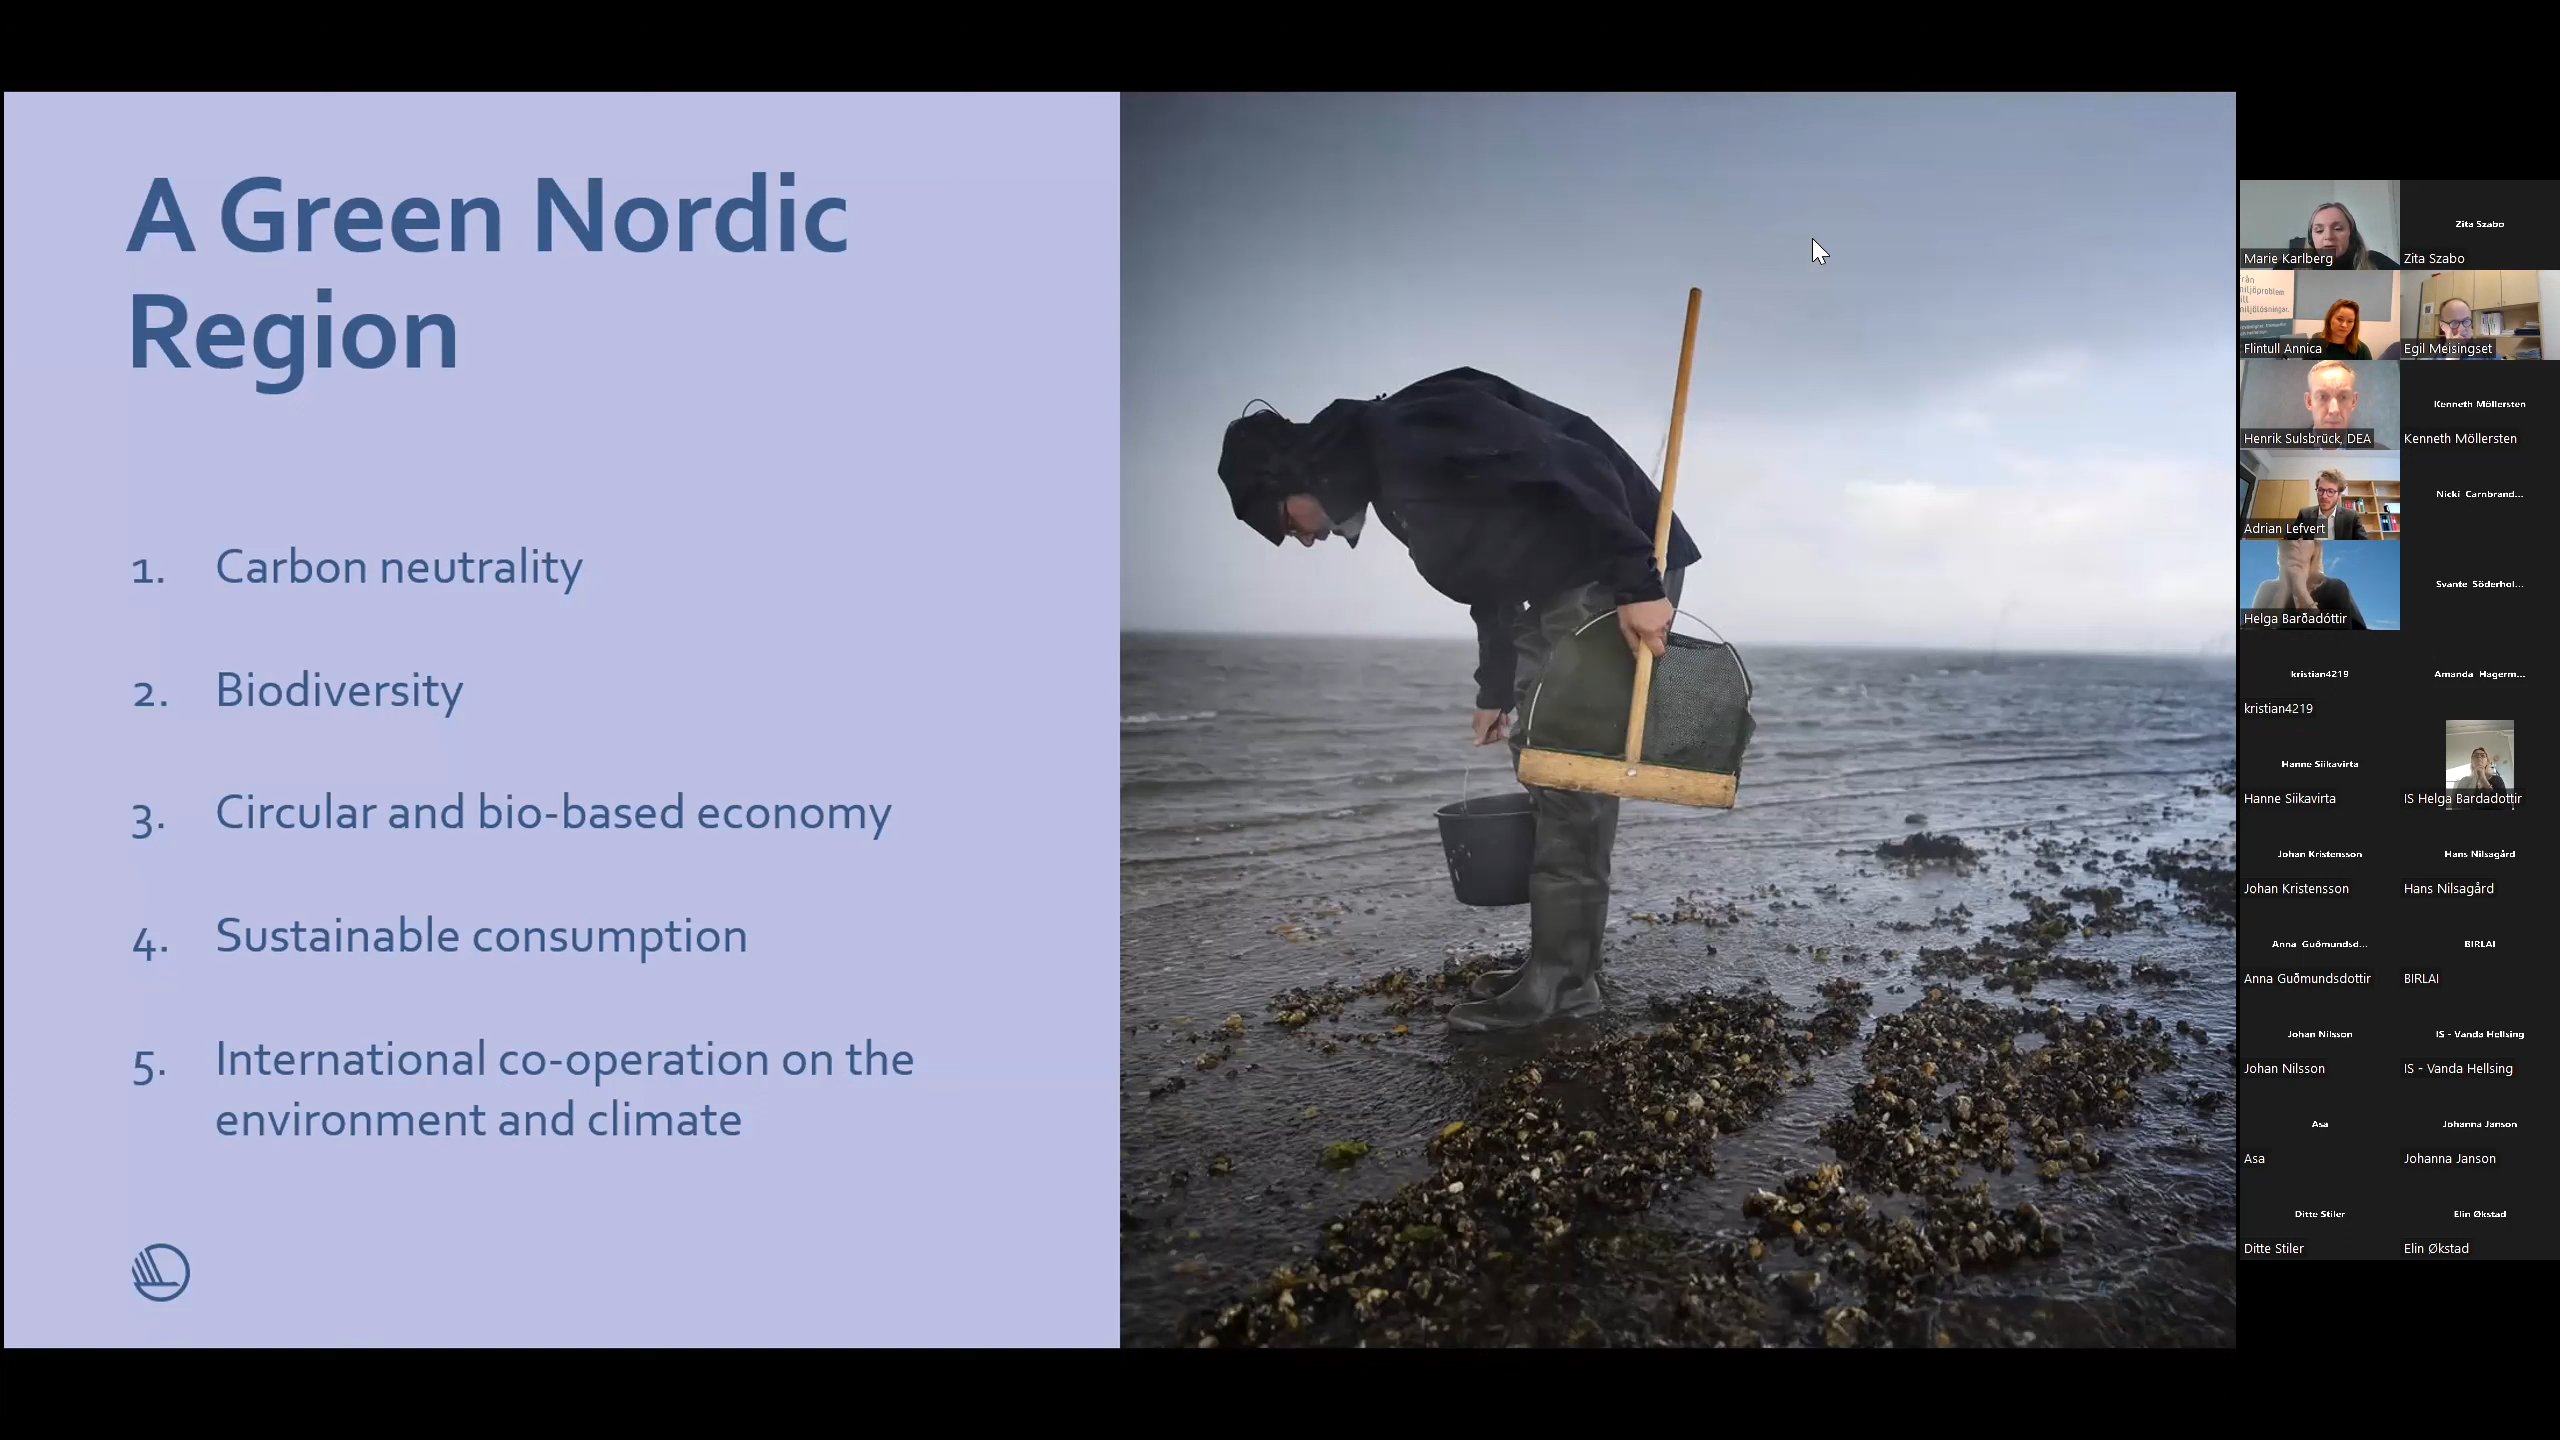 A Green Nordic
Region
1. Carbon neutrality
2. Biodiversity
3. Circular and bio-based economy
4. Sustainable consumption
5. International co-operation on the
environment and climate
Marie Karlberg
Zita Szabo
Zita Szabo
från
miljöproblem
till
miljölösningar.
Flintull Annica
Egil Meisingset
Henrik Sulsbrück, DEA
Kenneth Möllersten
Kenneth Möllersten
Adrian Lefvert
Nicki Carnbrand...
Helga Barðadóttir
Svante Söderhol...
kristian4219
kristian4219
Amanda Hagerm...
Hanne Siikavirta
Hanne Siikavirta
IS Helga Bardadottir
Johan Kristensson
Johan Kristensson
Hans Nilsagård
Hans Nilsagård
Anna Guðmundsd...
Anna Guðmundsdottir
BIRLAI
BIRLAI
Johan Nilsson
Johan Nilsson
IS - Vanda Hellsing
IS - Vanda Hellsing
Asa
Asa
Johanna Janson
Johanna Janson
Ditte Stiler
Ditte Stiler
Elin Økstad
Elin Økstad